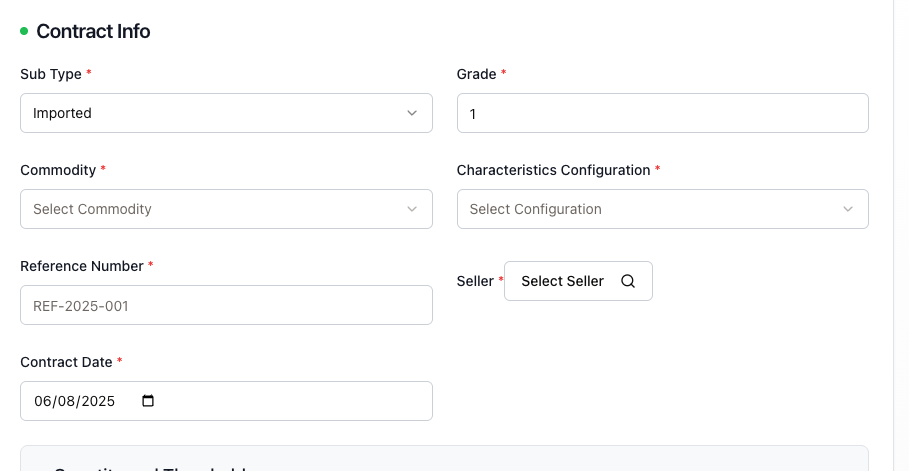 Contract Info
Sub Type *
Grade *
Imported
1
Commodity *
Characteristics Configuration *
Select Commodity
Select Configuration
Reference Number *
REF-2025-001
Seller * Select Seller
Contract Date *
06/08/2025